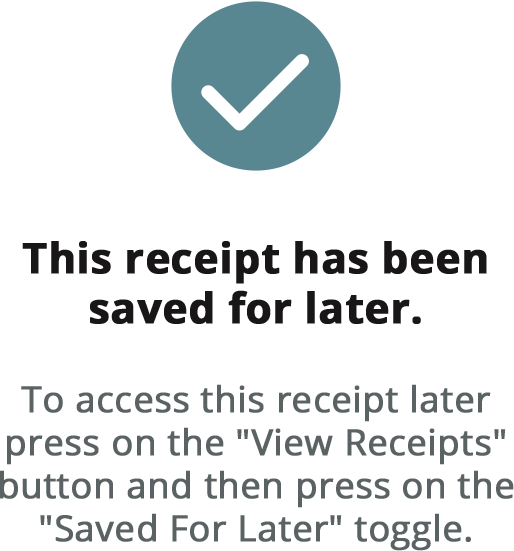 This receipt has been
saved for later.
To access this receipt later
press on the "View Receipts"
button and then press on the
"Saved For Later" toggle.